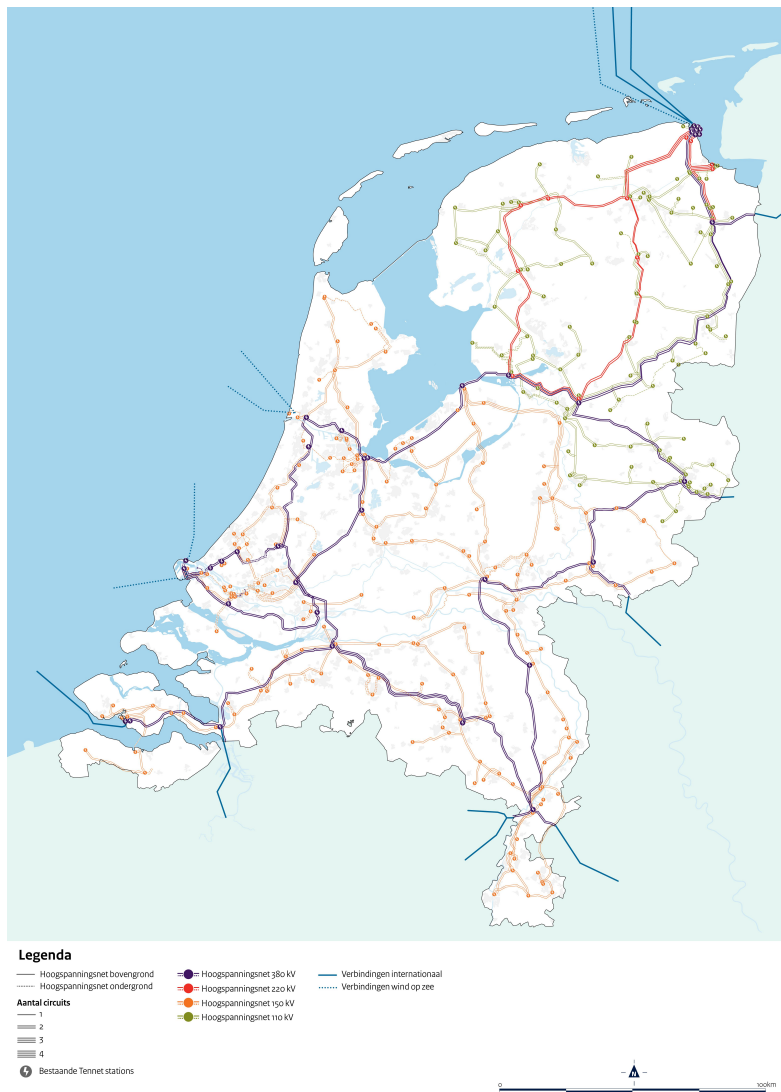 Legenda
Hoogspanningsnet bovengrond
Hoogspanningsnet ondergrond
Aantal circuits
1
2
3
4
Bestaande Tennet stations
Hoogspanningsnet 380 kV
Hoogspanningsnet 220 kV
Hoogspanningsnet 150 kV
Hoogspanningsnet 110 kV
Verbindingen internationaal
Verbindingen wind op zee
N
0
100km